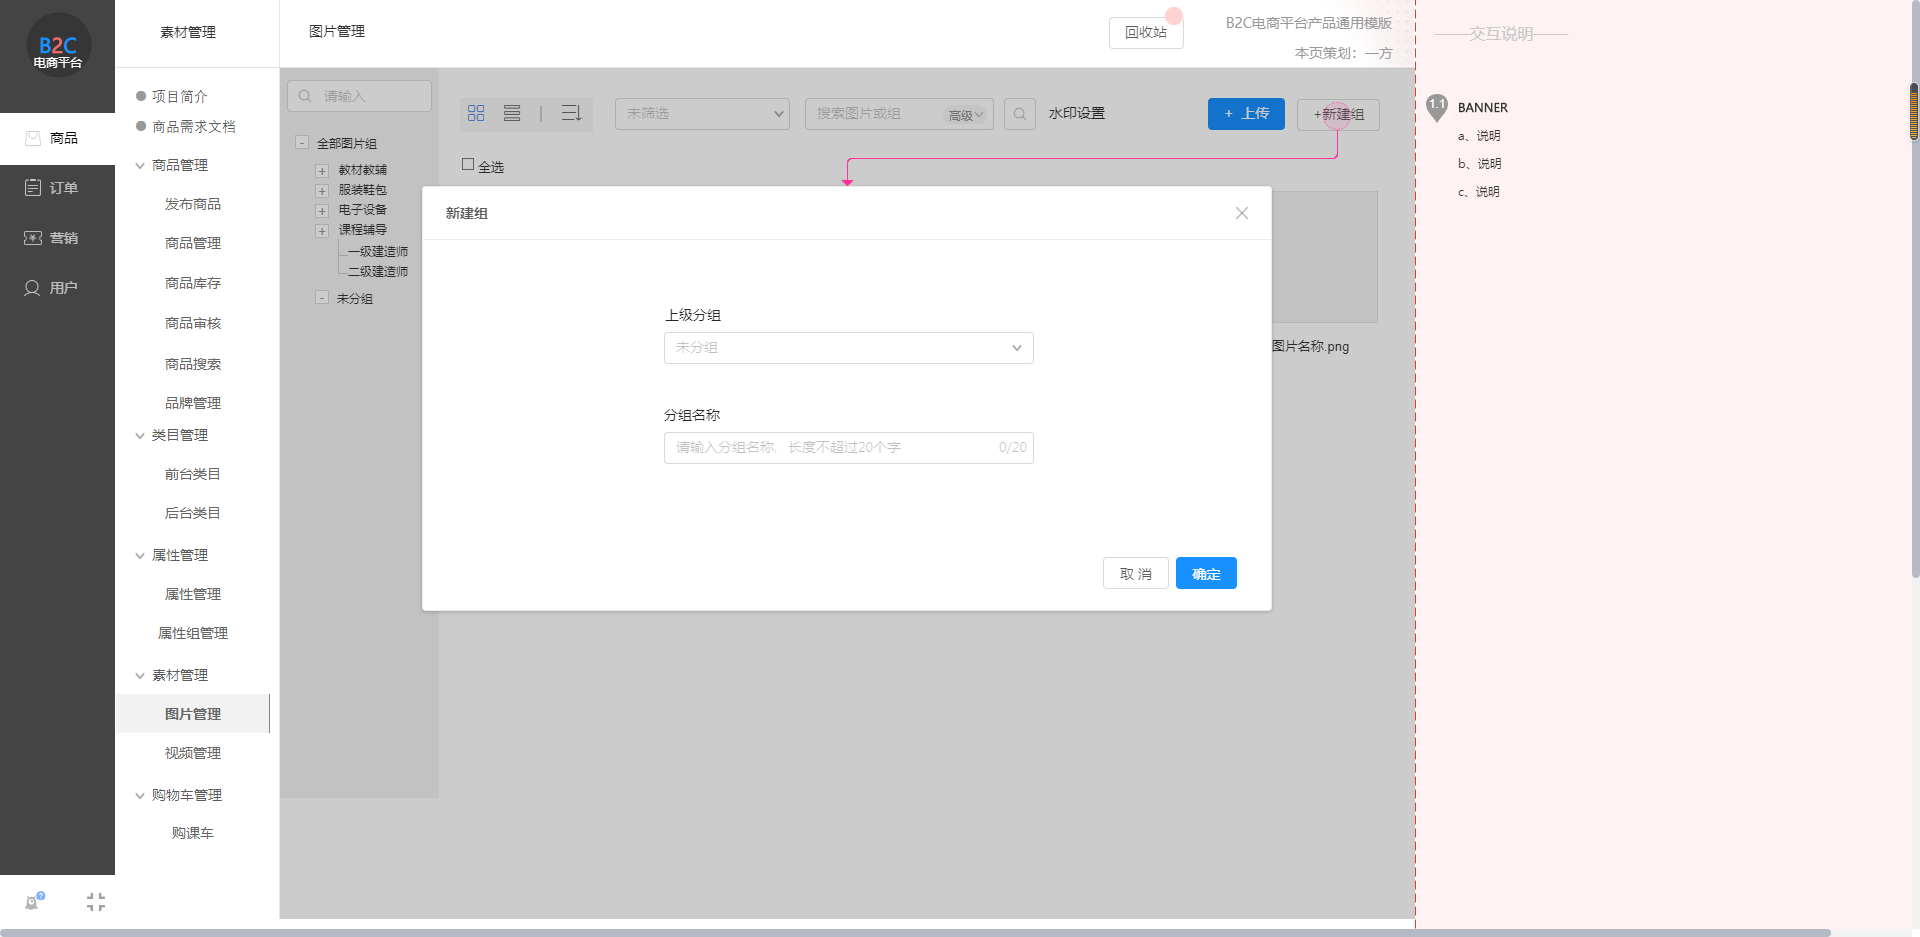 B2C
电商平台
商品
订单
营销
用户
素材管理
项目简介
商品需求文档
商品管理
发布商品
商品管理
商品库存
商品审核
商品搜索
品牌管理
类目管理
前台类目
后台类目
属性管理
属性管理
属性组管理
素材管理
图片管理
视频管理
购物车管理
购课车
图片管理
回收站
B2C电商平台产品通用模版
本页策划：一方
请输入
全部图片组
教材教辅
服装鞋包
电子设备
课程辅导
一级建造师
二级建造师
未分组
未筛选
搜索图片或组
高级
水印设置
+ 上传
+新建组
全选
图片名称.png
新建组
上级分组
未分组
分组名称
请输入分组名称，长度不超过20个字
0/20
取 消
确定
交互说明
1.1
BANNER
a、说明
b、说明
c、说明